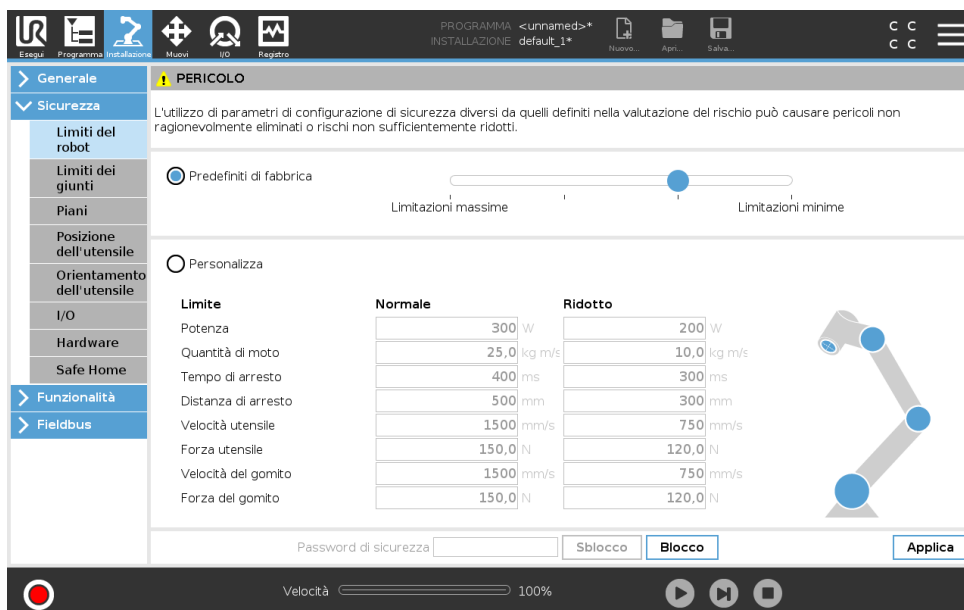 UR
PROGRAMMA <unnamed>*
INSTALLAZIONE default_1*
Esegui Programma Installazione Muovi I/O Registro
Nuovo... Apri... Salva...
C C
C C
Generale
Sicurezza
Limiti del
robot
Limiti dei
giunti
Piani
Posizione
dell'utensile
Orientamento
dell'utensile
I/O
Hardware
Safe Home
Funzionalità
Fieldbus
PERICOLO
L'utilizzo di parametri di configurazione di sicurezza diversi da quelli definiti nella valutazione del rischio può causare pericoli non
ragionevolmente eliminati o rischi non sufficientemente ridotti.
Predefiniti di fabbrica
Limitazioni massime Limitazioni minime
Personalizza
Limite Normale Ridotto
Potenza 300 W 200 W
Quantità di moto 25,0 kg m/s 10,0 kg m/s
Tempo di arresto 400 ms 300 ms
Distanza di arresto 500 mm 300 mm
Velocità utensile 1500 mm/s 750 mm/s
Forza utensile 150,0 N 120,0 N
Velocità del gomito 1500 mm/s 750 mm/s
Forza del gomito 150,0 N 120,0 N
Password di sicurezza Sblocco Blocco Applica
Velocità 100%